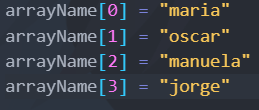 arrayName[0] = "maria"
arrayName[1] = "oscar"
arrayName[2] = "manuela"
arrayName[3] = "jorge"